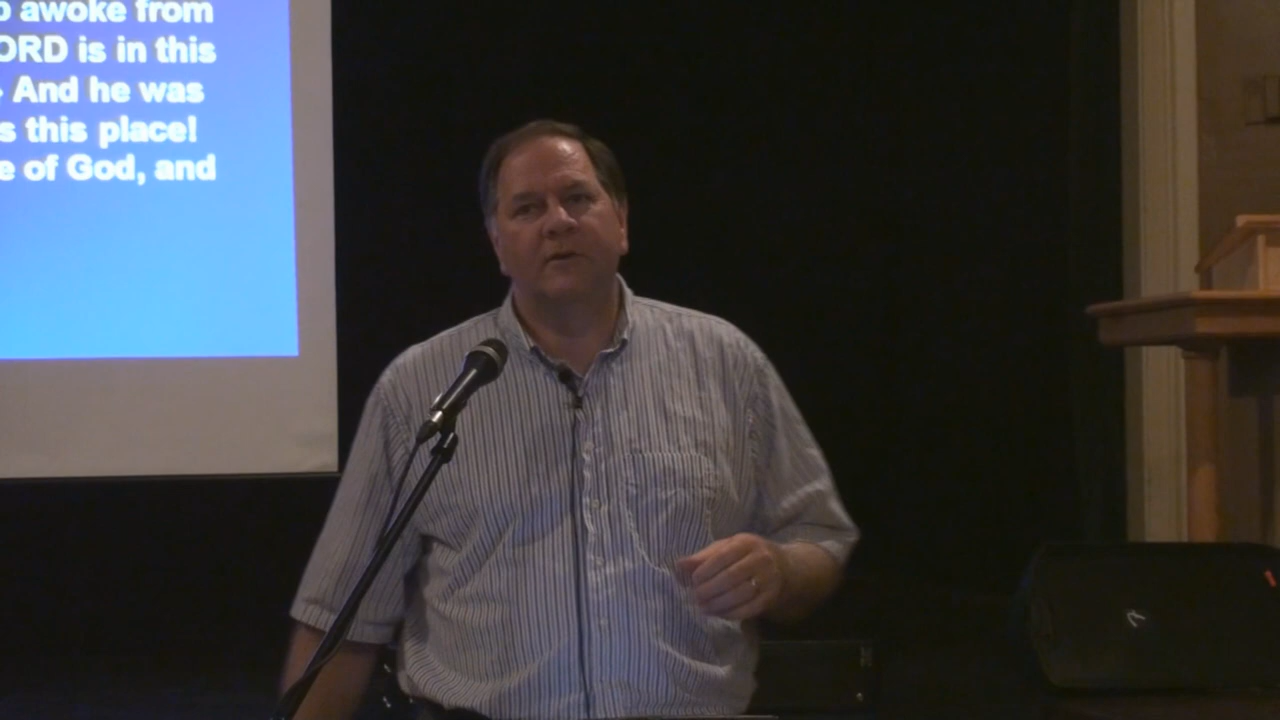 awoke from
ORD is in this
And he was
s this place!
e of God, and